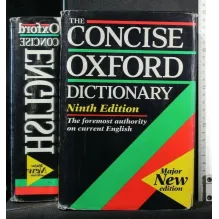 THE
CONCISE
OXFORD
DICTIONARY
Ninth Edition
The foremost authority
on current English
Major
New
edition
Oxford
CONCISE
ENGLISH